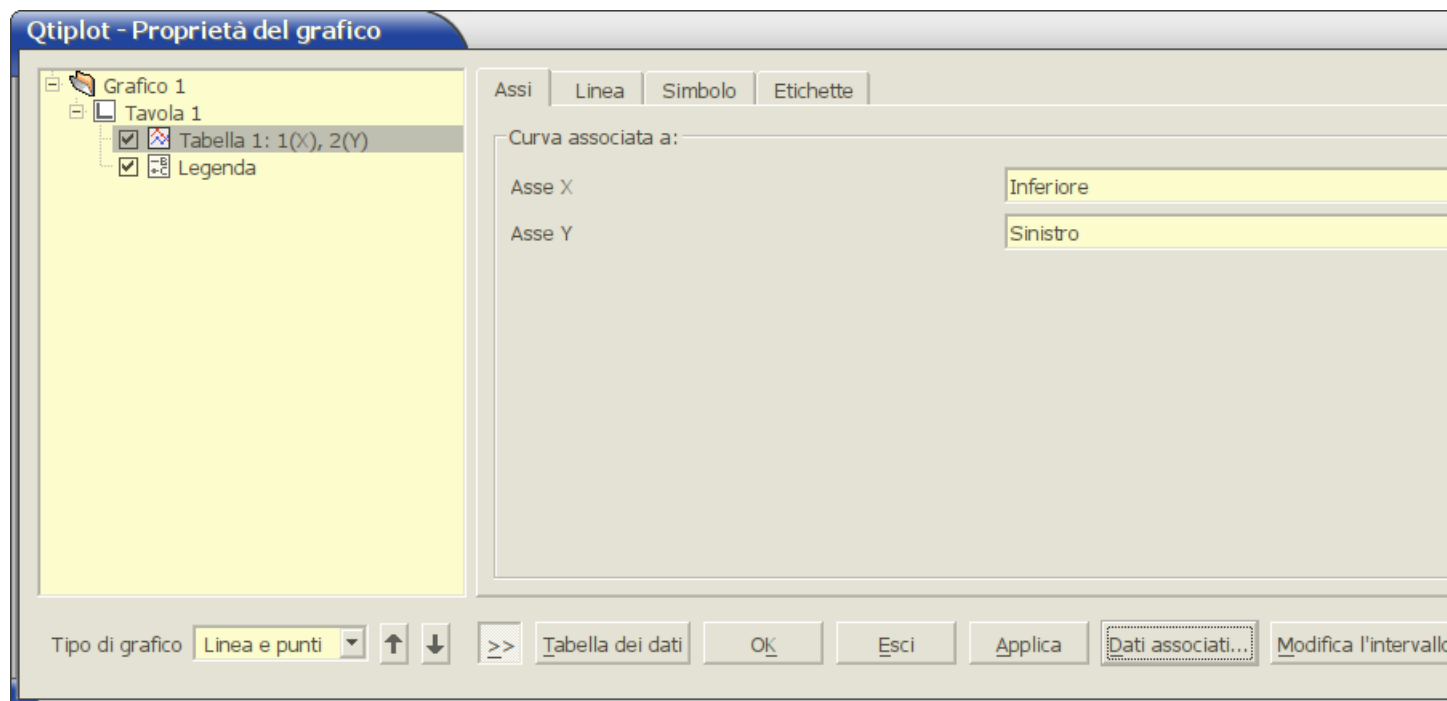 Qtiplot - Proprietà del grafico
Grafico 1
Tavola 1
Tabella 1: 1(X), 2(Y)
Legenda
Assi Linea Simbolo Etichette
Curva associata a:
Asse X Inferiore
Asse Y Sinistro
Tipo di grafico Linea e punti >> Tabella dei dati OK Esci Applica Dati associati... Modifica l'intervallo